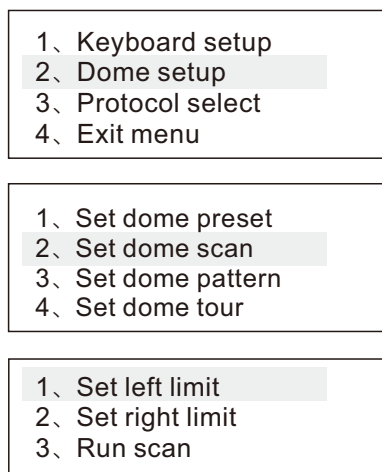 1、Keyboard setup
2、Dome setup
3、Protocol select
4、Exit menu
1、Set dome preset
2、Set dome scan
3、Set dome pattern
4、Set dome tour
1、Set left limit
2、Set right limit
3、Run scan